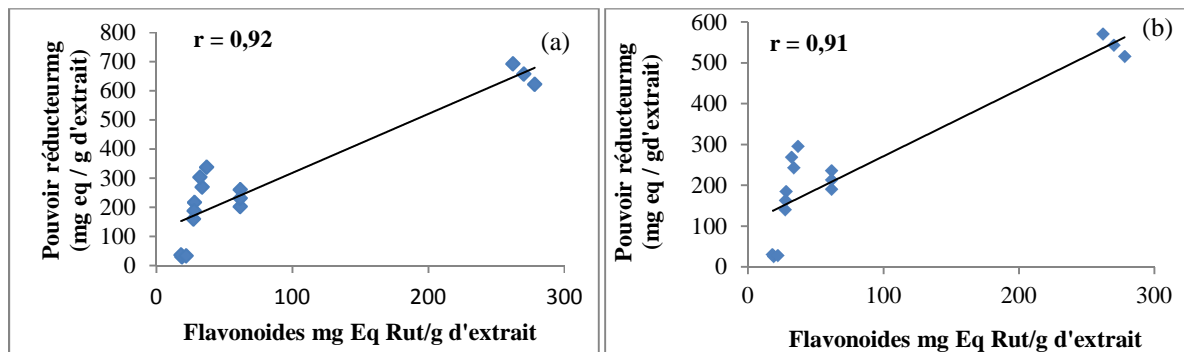 r = 0,92
(a)
Pouvoir réducteurmg
(mg eq / g d'extrait
800
700
600
500
400
300
200
100
0
0
100
200
300
Flavonoides mg Eq Rut/g d'extrait
r = 0,91
(b)
Pouvoir réducteurmg
(mg eq / gd'extrait
600
500
400
300
200
100
0
0
100
200
300
Flavonoides mg Eq Rut/g d'extrait